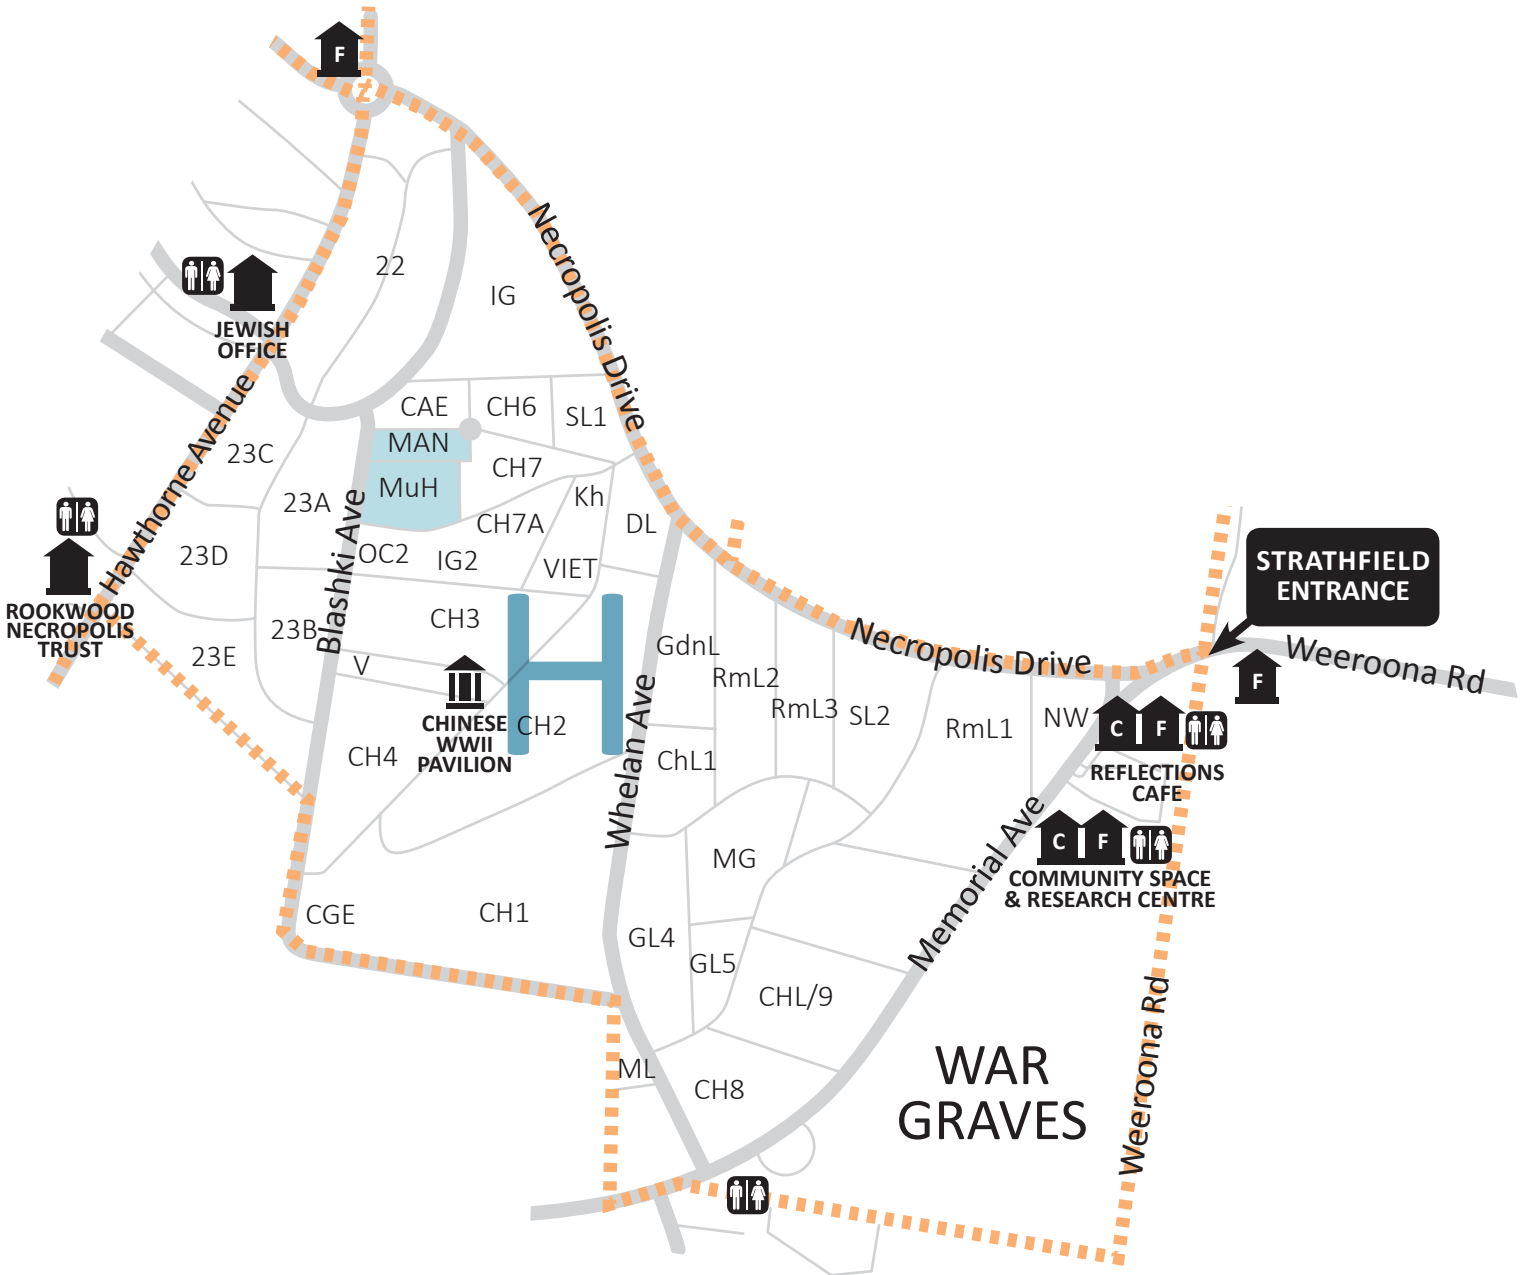 F
Necropolis Drive
22
IG
JEWISH
OFFICE
Hawthorne Avenue
CAE
CH6
SL1
MAN
23C
CH7
MuH
23A
Kh
CH7A
DL
Blashki Ave
OC2
IG2
VIET
23D
ROOKWOOD
NECROPOLIS
TRUST
STRATHFIELD
ENTRANCE
CH3
23B
23E
V
H
GdnL
RmL2
Necropolis Drive
Weeroona Rd
F
RmL3
SL2
RmL1
NW
C
F
REFLECTIONS
CAFE
CHINESE
WWII
PAVILION
CH2
CH4
Whelan Ave
ChL1
MG
Memorial Ave
C
F
COMMUNITY SPACE
& RESEARCH CENTRE
CGE
CH1
GL4
GL5
CHL/9
Weeroona Rd
ML
CH8
WAR
GRAVES